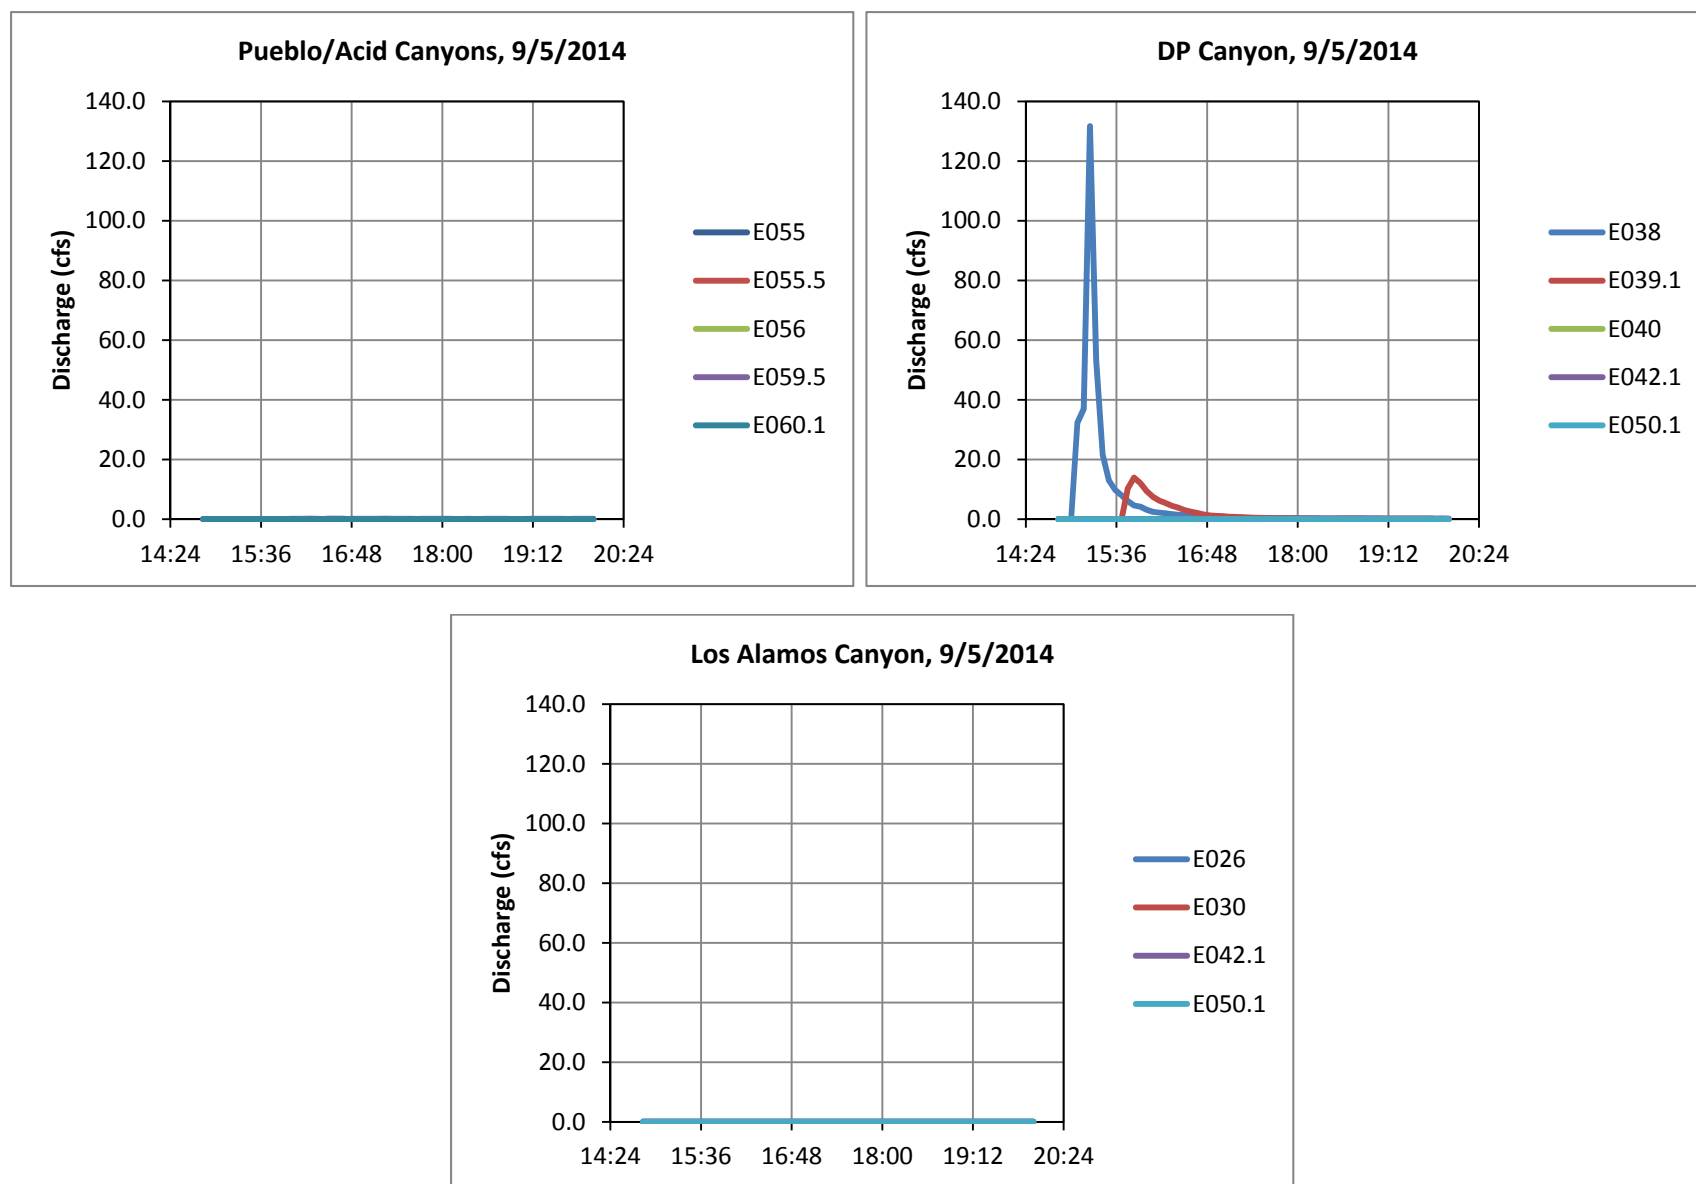 Pueblo/Acid Canyons, 9/5/2014
Discharge (cfs)
140.0
120.0
100.0
80.0
60.0
40.0
20.0
0.0
14:24 15:36 16:48 18:00 19:12 20:24
E055
E055.5
E056
E059.5
E060.1
DP Canyon, 9/5/2014
Discharge (cfs)
140.0
120.0
100.0
80.0
60.0
40.0
20.0
0.0
14:24 15:36 16:48 18:00 19:12 20:24
E038
E039.1
E040
E042.1
E050.1
Los Alamos Canyon, 9/5/2014
Discharge (cfs)
140.0
120.0
100.0
80.0
60.0
40.0
20.0
0.0
14:24 15:36 16:48 18:00 19:12 20:24
E026
E030
E042.1
E050.1